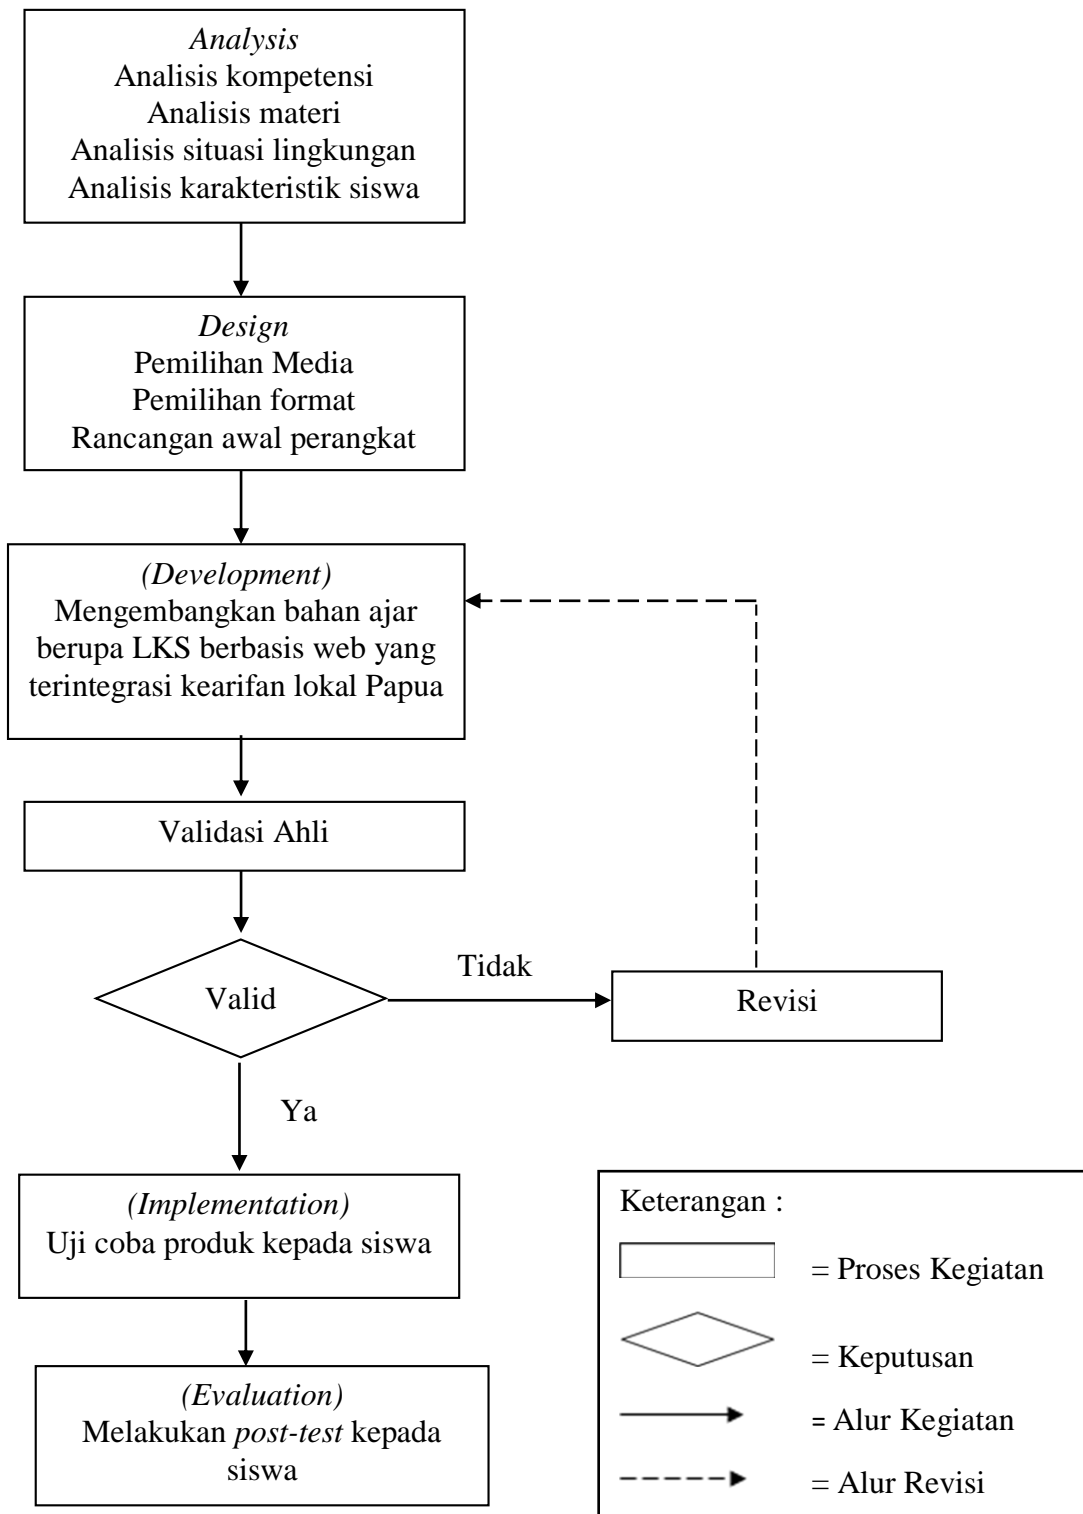 Analysis
Analisis kompetensi
Analisis materi
Analisis situasi lingkungan
Analisis karakteristik siswa
Design
Pemilihan Media
Pemilihan format
Rancangan awal perangkat
(Development)
Mengembangkan bahan ajar
berupa LKS berbasis web yang
terintegrasi kearifan lokal Papua
Validasi Ahli
Valid
Tidak
Revisi
Ya
(Implementation)
Uji coba produk kepada siswa
(Evaluation)
Melakukan post-test kepada
siswa
Keterangan :
= Proses Kegiatan
= Keputusan
= Alur Kegiatan
= Alur Revisi